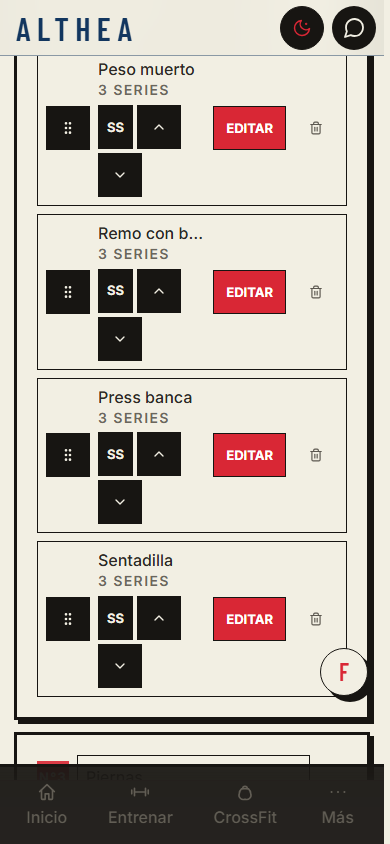 ALTHEA
Peso muerto
3 SERIES
SS
EDITAR
Remo con b...
3 SERIES
SS
EDITAR
Press banca
3 SERIES
SS
EDITAR
Sentadilla
3 SERIES
SS
EDITAR
F
Piernas
Inicio
Entrenar
CrossFit
Más